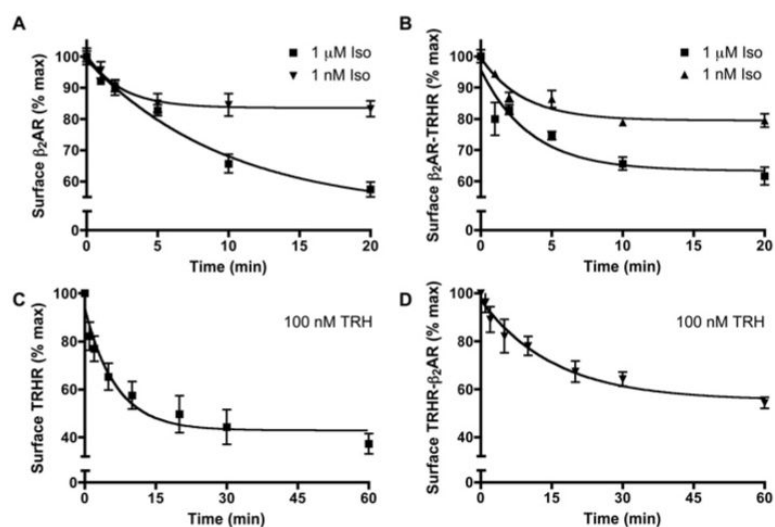 A
B
■ 1 μM Iso
▼ 1 nM Iso
■ 1 μM Iso
▲ 1 nM Iso
Surface β₂AR (% max)
100
90
80
70
60
0
0 5 10 15 20
Time (min)
Surface β₂AR-TRHR (% max)
100
90
80
70
60
0
0 5 10 15 20
Time (min)
C
D
100 nM TRH
100 nM TRH
Surface TRHR (% max)
100
80
60
40
0
0 15 30 45 60
Time (min)
Surface TRHR-β₂AR (% max)
100
80
60
40
0
0 15 30 45 60
Time (min)